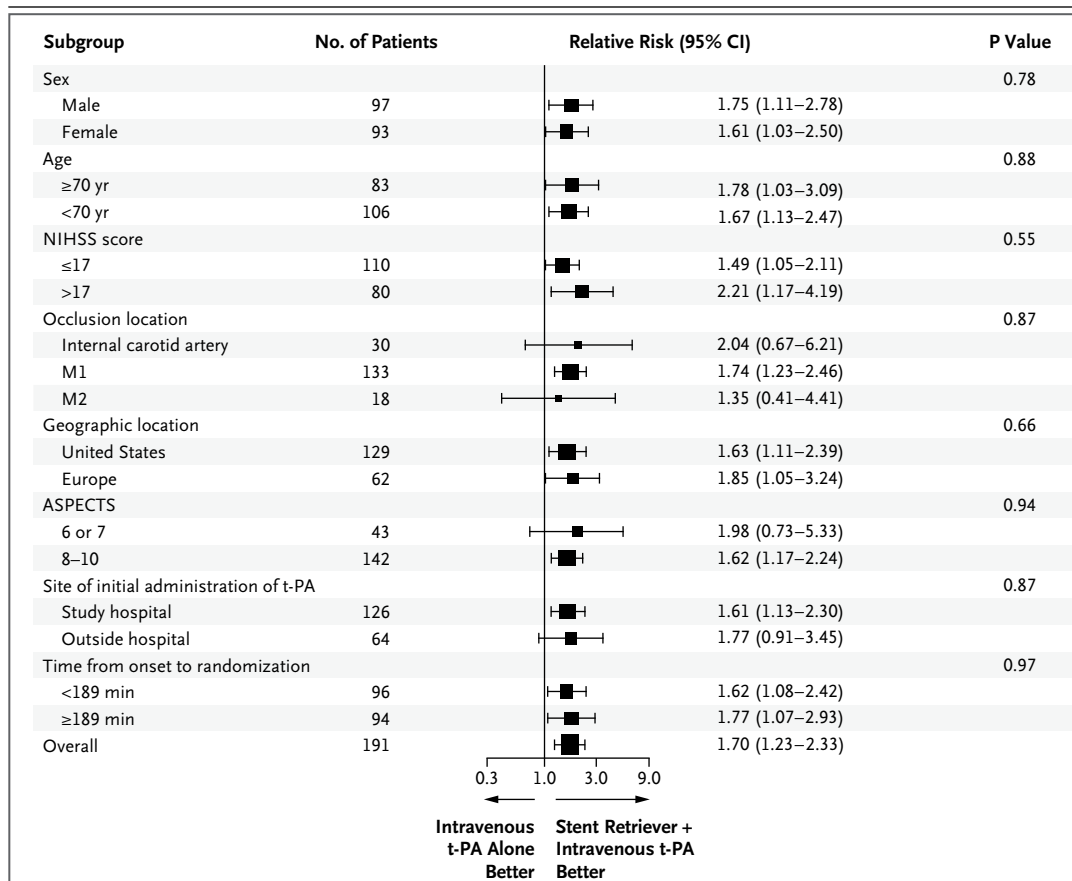 Subgroup No. of Patients Relative Risk (95% CI) P Value
Sex 0.78
Male 97 1.75 (1.11–2.78)
Female 93 1.61 (1.03–2.50)
Age 0.88
≥70 yr 83 1.78 (1.03–3.09)
<70 yr 106 1.67 (1.13–2.47)
NIHSS score 0.55
≤17 110 1.49 (1.05–2.11)
>17 80 2.21 (1.17–4.19)
Occlusion location 0.87
Internal carotid artery 30 2.04 (0.67–6.21)
M1 133 1.74 (1.23–2.46)
M2 18 1.35 (0.41–4.41)
Geographic location 0.66
United States 129 1.63 (1.11–2.39)
Europe 62 1.85 (1.05–3.24)
ASPECTS 0.94
6 or 7 43 1.98 (0.73–5.33)
8–10 142 1.62 (1.17–2.24)
Site of initial administration of t-PA 0.87
Study hospital 126 1.61 (1.13–2.30)
Outside hospital 64 1.77 (0.91–3.45)
Time from onset to randomization 0.97
<189 min 96 1.62 (1.08–2.42)
≥189 min 94 1.77 (1.07–2.93)
Overall 191 1.70 (1.23–2.33)
0.3 1.0 3.0 9.0
Intravenous
t-PA Alone
Better
Stent Retriever +
Intravenous t-PA
Better